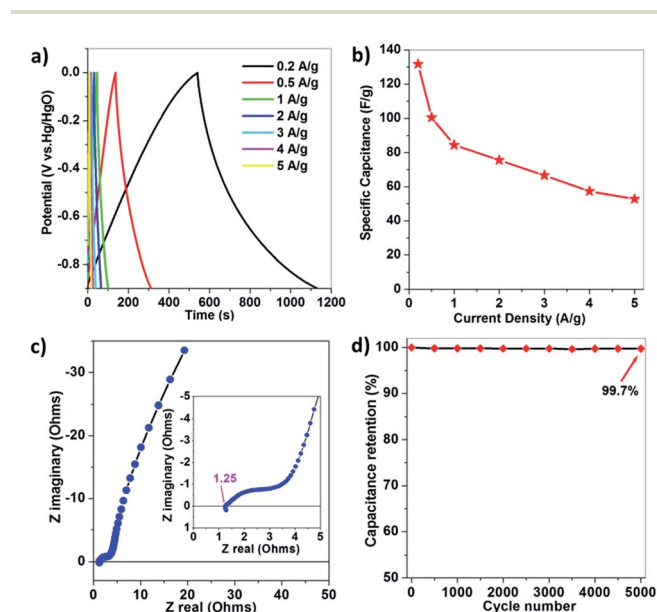 a)
0.2 A/g
0.5 A/g
1 A/g
2 A/g
3 A/g
4 A/g
5 A/g
0.0
-0.2
-0.4
-0.6
-0.8
Potential (V vs.Hg/HgO)
0 200 400 600 800 1000 1200
Time (s)
b)
140
120
100
80
60
40
20
0
Specific Capcitance (F/g)
0 1 2 3 4 5
Current Density (A/g)
c)
-30
-20
-10
0
Z imaginary (Ohms)
0 10 20 30 40 50
Z real (Ohms)
-5
-4
-3
-2
-1
0
1
Z imaginary (Ohms)
1.25
0 1 2 3 4 5
Z real (Ohms)
d)
100
90
80
70
60
50
Capacitance retention (%)
99.7%
0 1000 2000 3000 4000 5000
Cycle number